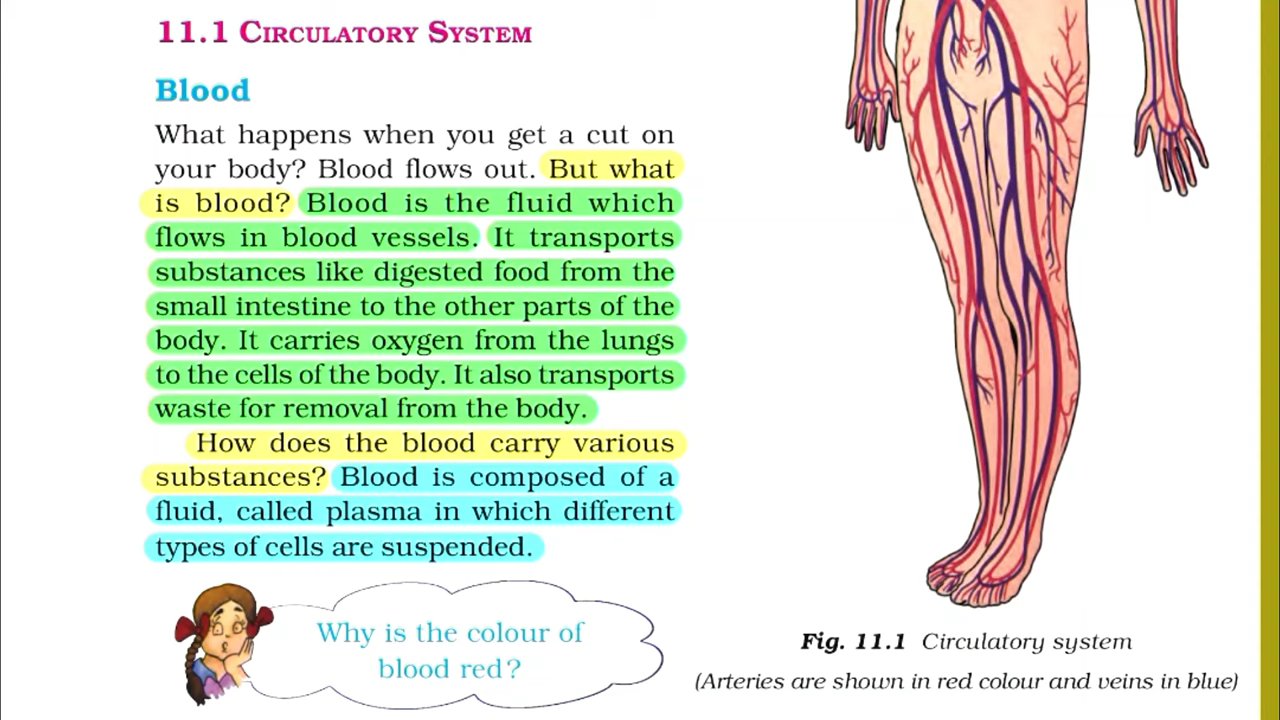 11.1 CIRCULATORY SYSTEM
Blood
What happens when you get a cut on
your body? Blood flows out. But what
is blood? Blood is the fluid which
flows in blood vessels. It transports
substances like digested food from the
small intestine to the other parts of the
body. It carries oxygen from the lungs
to the cells of the body. It also transports
waste for removal from the body.
How does the blood carry various
substances? Blood is composed of a
fluid, called plasma in which different
types of cells are suspended.
Why is the colour of
blood red?
Fig. 11.1 Circulatory system
(Arteries are shown in red colour and veins in blue)